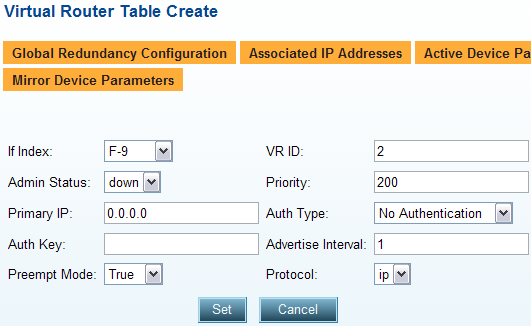 Virtual Router Table Create
Global Redundancy Configuration Associated IP Addresses Active Device Pa
Mirror Device Parameters
If Index: F-9 VR ID: 2
Admin Status: down Priority: 200
Primary IP: 0.0.0.0 Auth Type: No Authentication
Auth Key: Advertise Interval: 1
Preempt Mode: True Protocol: ip
Set Cancel